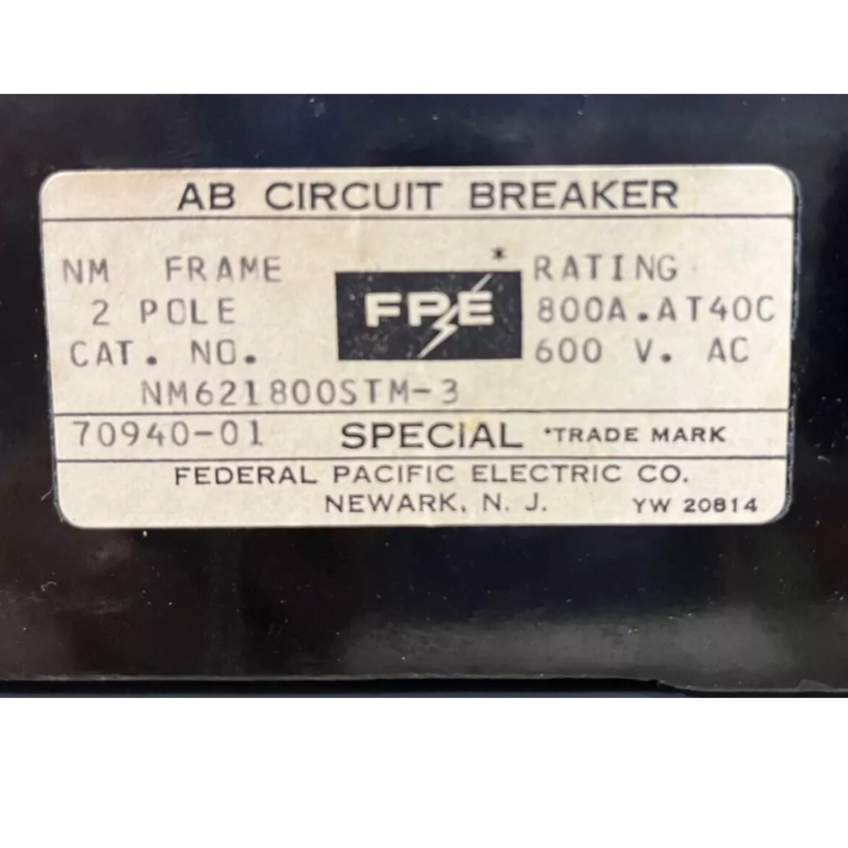 AB CIRCUIT BREAKER
NM FRAME
2 POLE
CAT. NO.
NM621800STM-3
*
FPE
RATING
800A.AT40C
600 V. AC
70940-01 SPECIAL *TRADE MARK
FEDERAL PACIFIC ELECTRIC CO.
NEWARK, N. J. YW 20814